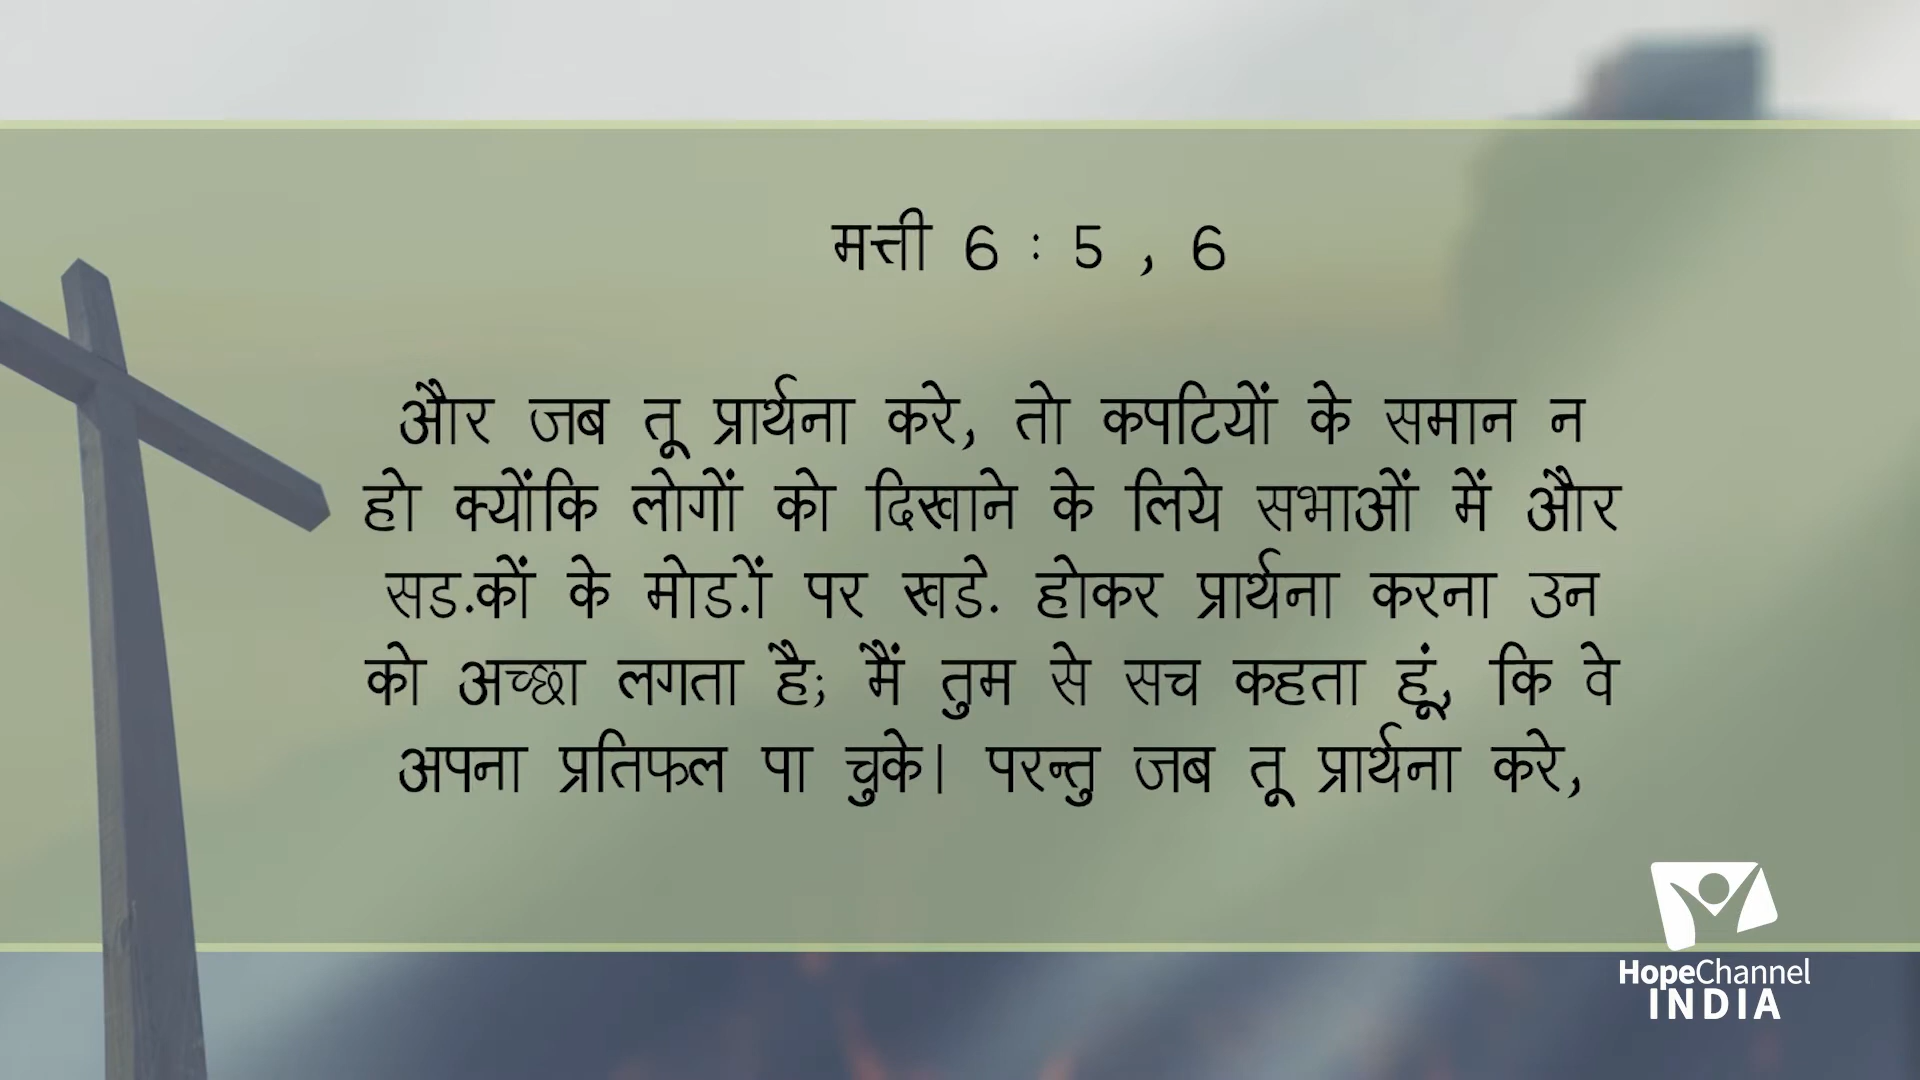 मत्ती 6 : 5 , 6
और जब तू प्रार्थना करे, तो कपटियों के समान न
हो क्योंकि लोगों को दिखाने के लिये सभाओं में और
सड.कों के मोड.ों पर खडे. होकर प्रार्थना करना उन
को अच्छा लगता है; मैं तुम से सच कहता हूं, कि वे
अपना प्रतिफल पा चुके। परन्तु जब तू प्रार्थना करे,
HopeChannel
INDIA